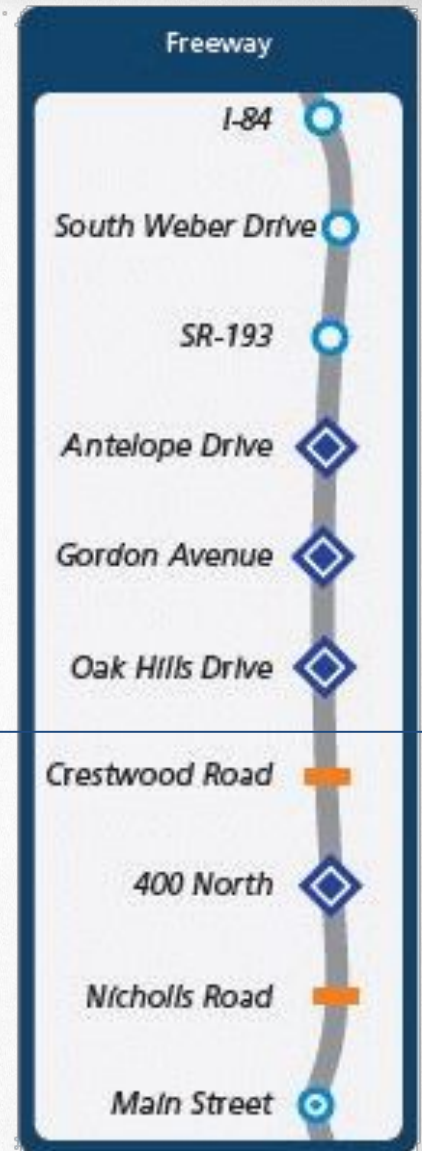 Freeway
I-84
South Weber Drive
SR-193
Antelope Drive
Gordon Avenue
Oak Hills Drive
Crestwood Road
400 North
Nicholls Road
Main Street